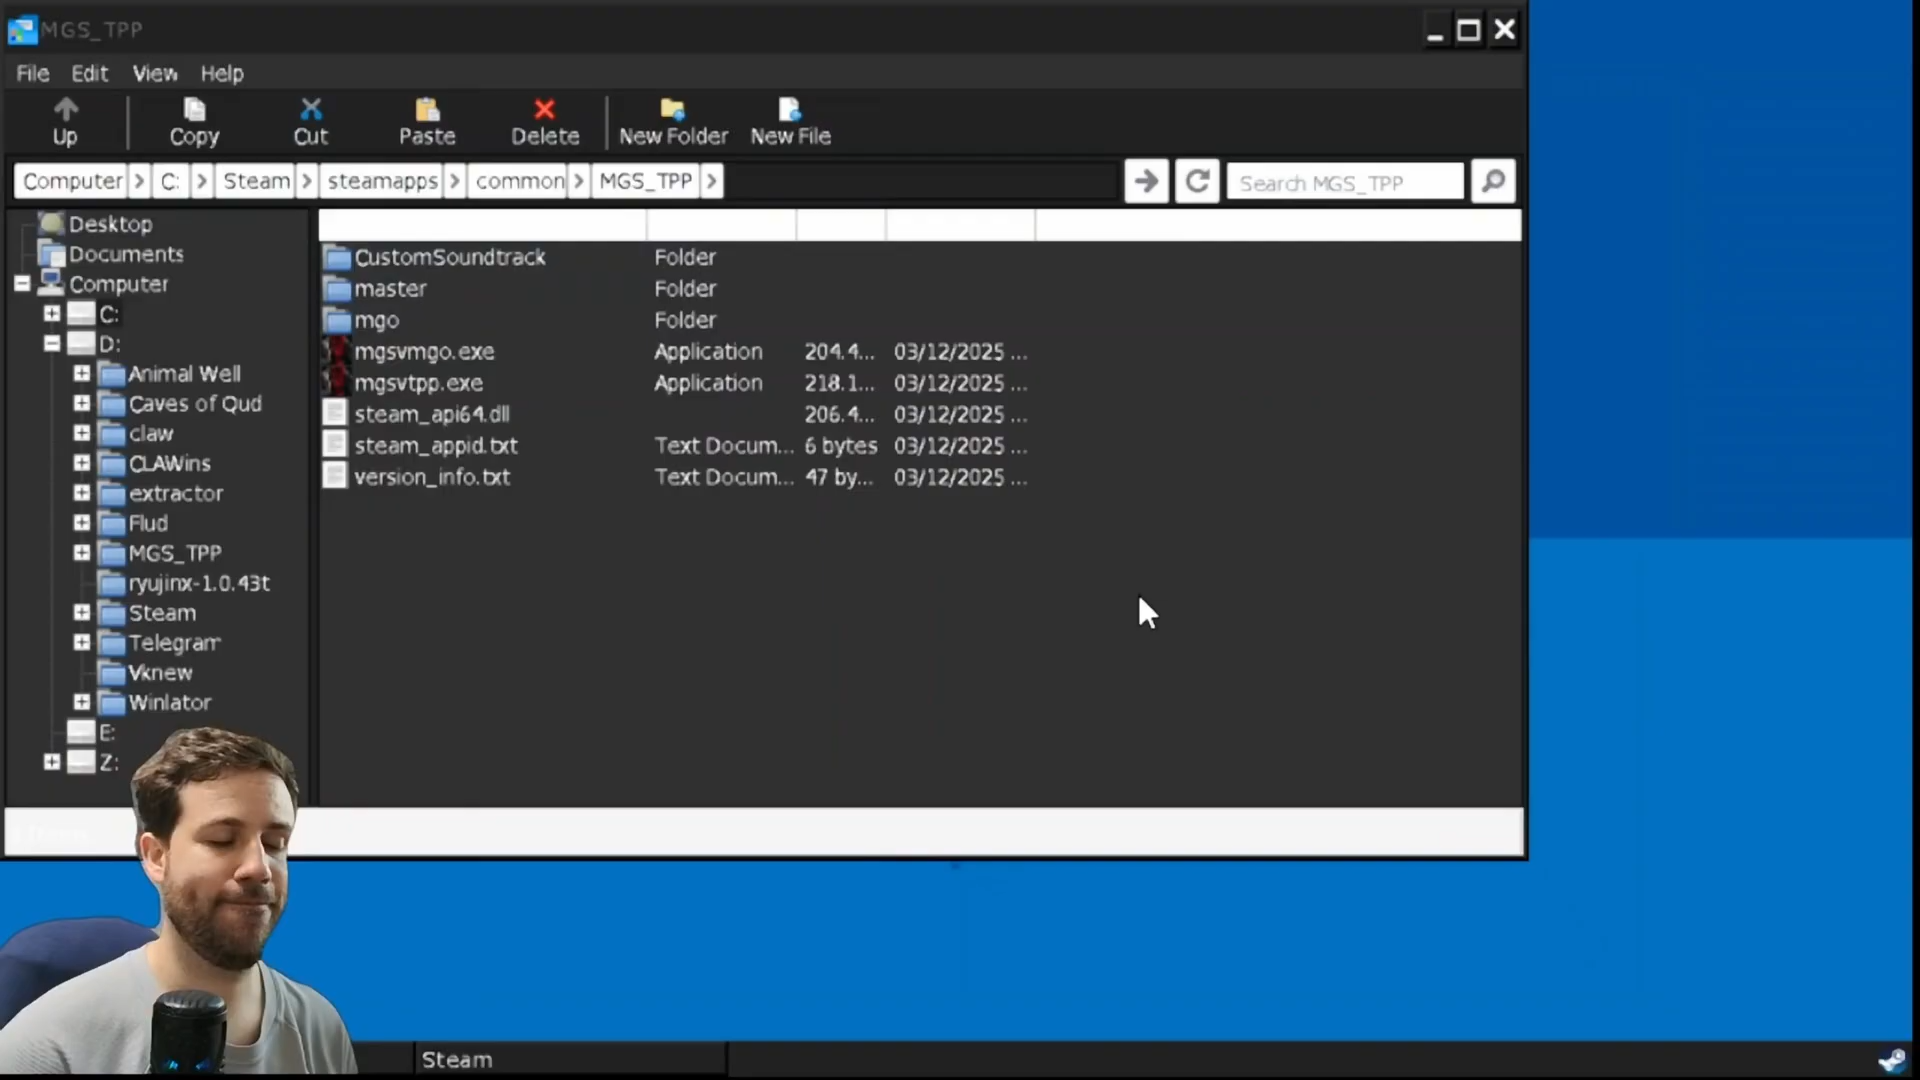 MGS_TPP
File Edit View Help
Up Copy Cut Paste Delete New Folder New File
Computer C: Steam steamapps common MGS_TPP Search MGS_TPP
Desktop
Documents
Computer
C:
D:
Animal Well
Caves of Qud
claw
CLAWins
extractor
Flud
MGS_TPP
ryujinx-1.0.43t
Steam
Telegram
Vknew
Winlator
E:
Z:
CustomSoundtrack Folder
master Folder
mgo Folder
mgsvmgo.exe Application 204.4... 03/12/2025 ...
mgsvtpp.exe Application 218.1... 03/12/2025 ...
steam_api64.dll 206.4... 03/12/2025 ...
steam_appid.txt Text Docum... 6 bytes 03/12/2025 ...
version_info.txt Text Docum... 47 by... 03/12/2025 ...
Steam